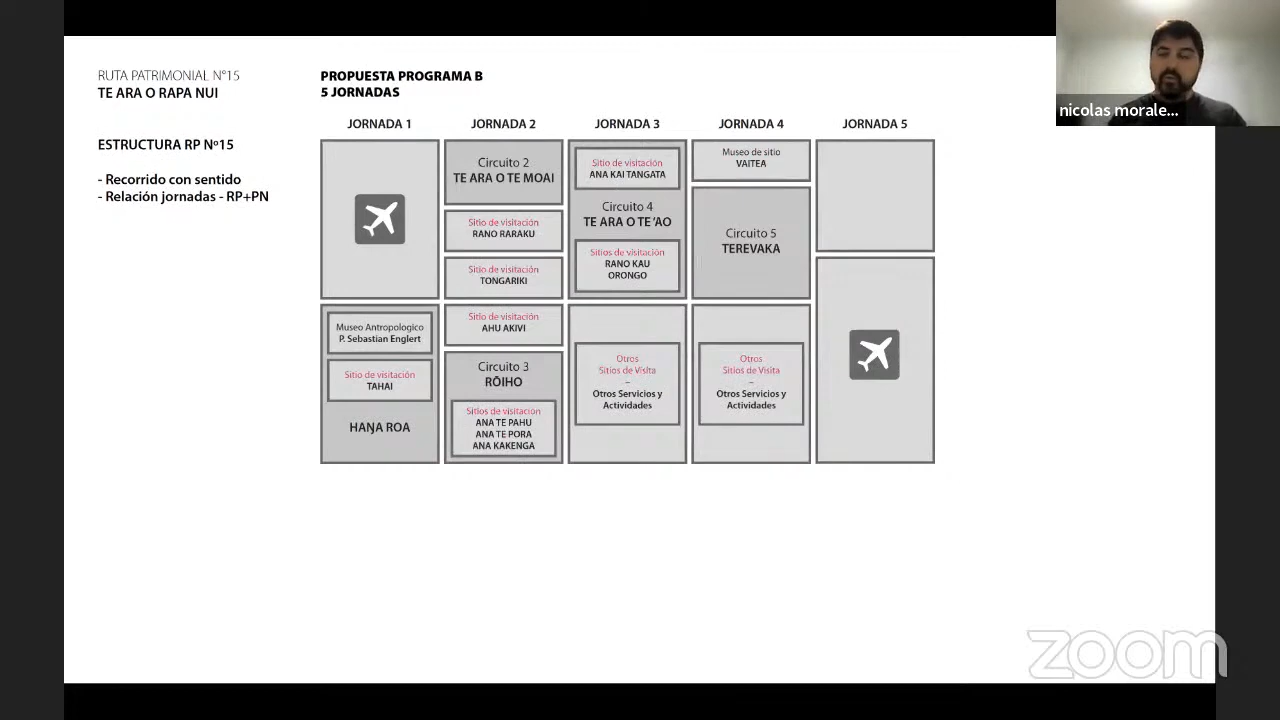 RUTA PATRIMONIAL N°15
TE ARA O RAPA NUI
ESTRUCTURA RP Nº15
- Recorrido con sentido
- Relación jornadas - RP+PN
PROPUESTA PROGRAMA B
5 JORNADAS
JORNADA 1
Museo Antropologico
P. Sebastian Englert
Sitio de visitación
TAHAI
HAŊA ROA
JORNADA 2
Circuito 2
TE ARA O TE MOAI
Sitio de visitación
RANO RARAKU
Sitio de visitación
TONGARIKI
Sitio de visitación
AHU AKIVI
Circuito 3
RŌIHO
Sitios de visitación
ANA TE PAHU
ANA TE PORA
ANA KAKENGA
JORNADA 3
Sitio de visitación
ANA KAI TANGATA
Circuito 4
TE ARA O TE 'AO
Sitios de visitación
RANO KAU
ORONGO
Otros
Sitios de Visita
–
Otros Servicios y
Actividades
JORNADA 4
Museo de sitio
VAITEA
Circuito 5
TEREVAKA
Otros
Sitios de Visita
–
Otros Servicios y
Actividades
JORNADA 5
nicolas morale...
zoom